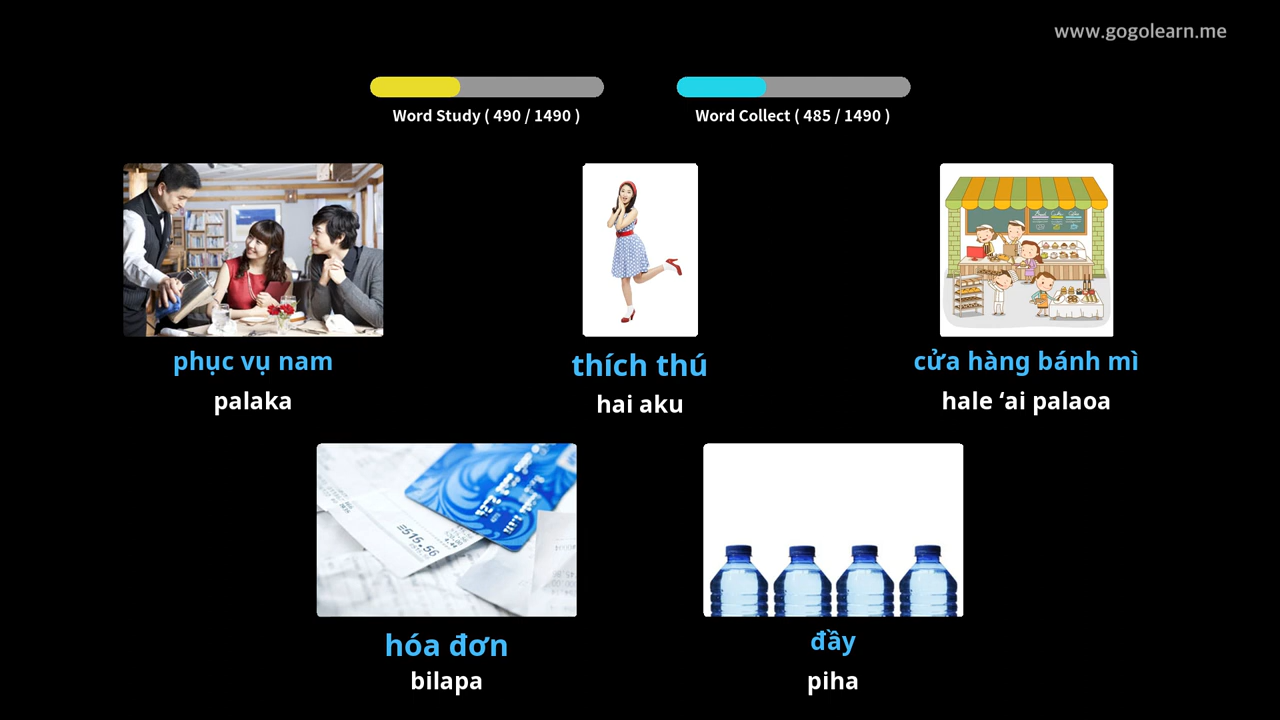 www.gogolearn.me
Word Study ( 490 / 1490 )
Word Collect ( 485 / 1490 )
phục vụ nam
palaka
thích thú
hai aku
cửa hàng bánh mì
hale ‘ai palaoa
hóa đơn
bilapa
đầy
piha